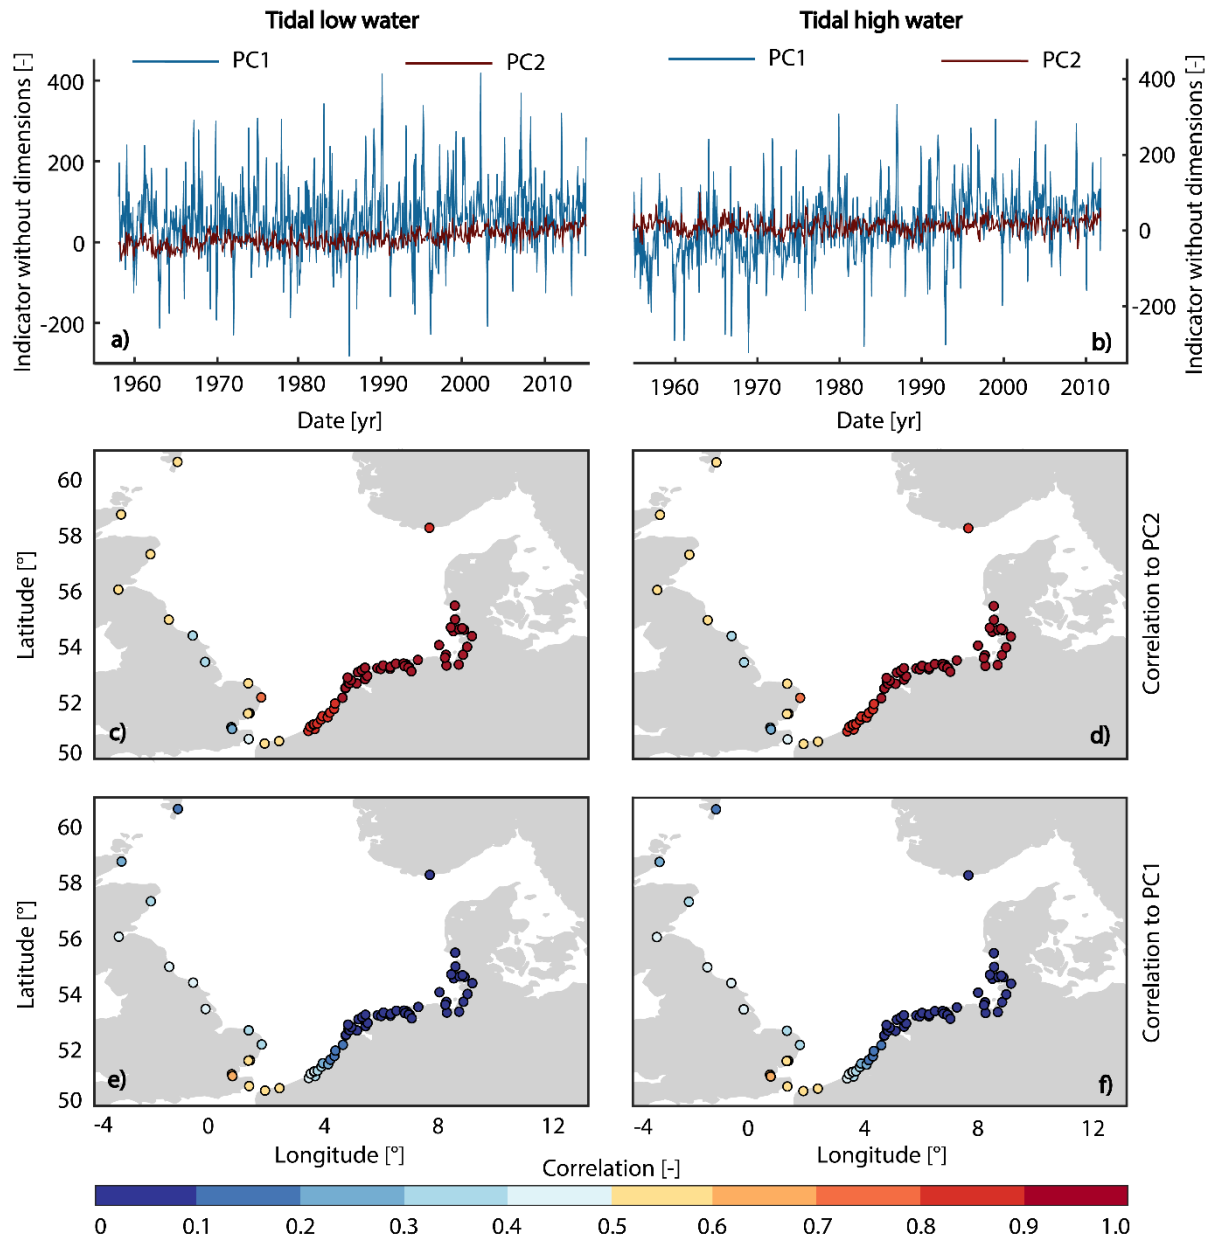 Tidal low water
Tidal high water
PC1
PC2
PC1
PC2
Indicator without dimensions [-]
400
200
0
-200
a)
1960
1970
1980
1990
2000
2010
Date [yr]
400
200
0
-200
Indicator without dimensions [-]
b)
1960
1970
1980
1990
2000
2010
Date [yr]
Latitude [°]
60
58
56
54
52
50
c)
d)
Correlation to PC2
Latitude [°]
60
58
56
54
52
50
e)
f)
Correlation to PC1
-4
0
4
8
12
Longitude [°]
-4
0
4
8
12
Longitude [°]
Correlation [-]
0
0.1
0.2
0.3
0.4
0.5
0.6
0.7
0.8
0.9
1.0